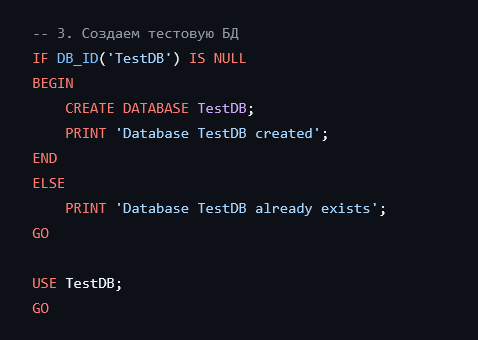 -- 3. Создаем тестовую БД
IF DB_ID('TestDB') IS NULL
BEGIN
    CREATE DATABASE TestDB;
    PRINT 'Database TestDB created';
END
ELSE
    PRINT 'Database TestDB already exists';
GO

USE TestDB;
GO